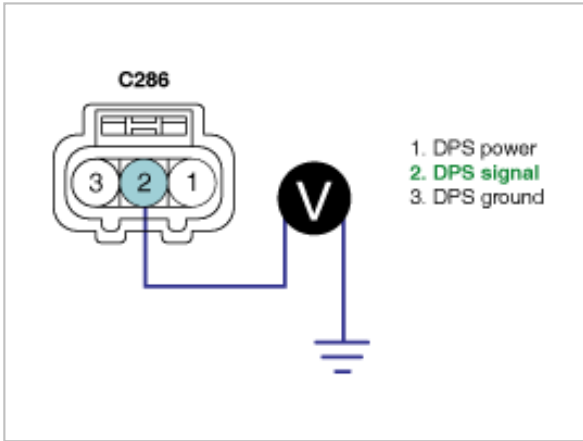 C286
3 2 1
V
1. DPS power
2. DPS signal
3. DPS ground